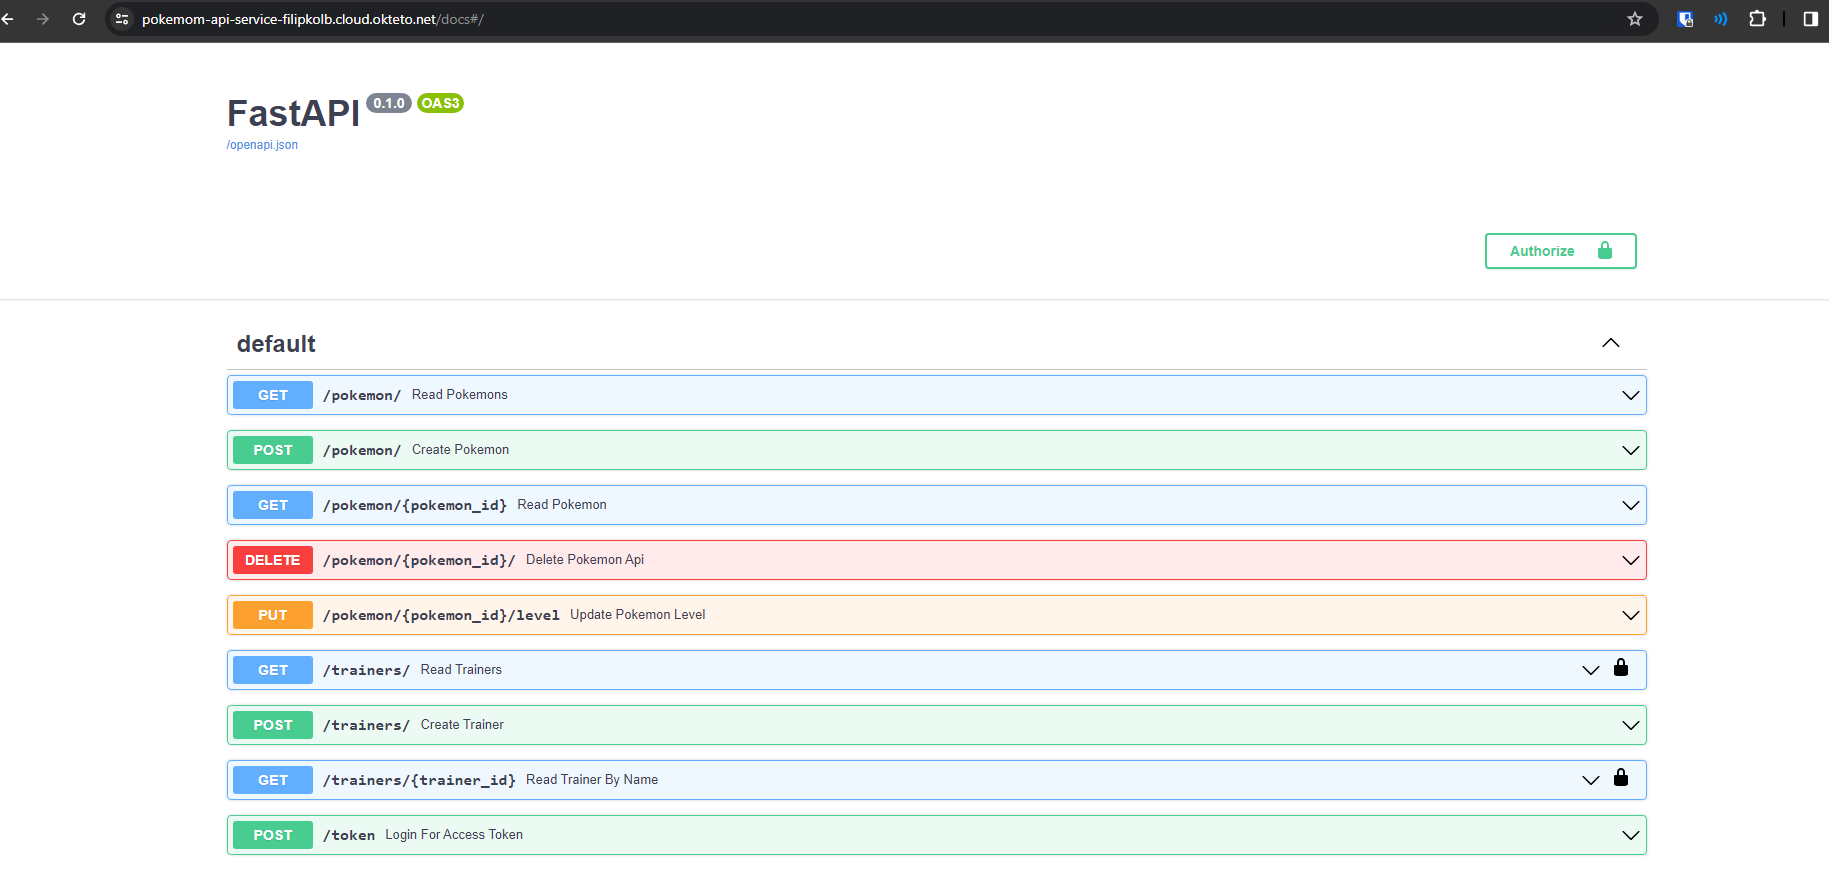 pokemom-api-service-filipkolb.cloud.okteto.net/docs#/
FastAPI 0.1.0 OAS3
/openapi.json
Authorize
default
GET /pokemon/ Read Pokemons
POST /pokemon/ Create Pokemon
GET /pokemon/{pokemon_id} Read Pokemon
DELETE /pokemon/{pokemon_id}/ Delete Pokemon Api
PUT /pokemon/{pokemon_id}/level Update Pokemon Level
GET /trainers/ Read Trainers
POST /trainers/ Create Trainer
GET /trainers/{trainer_id} Read Trainer By Name
POST /token Login For Access Token